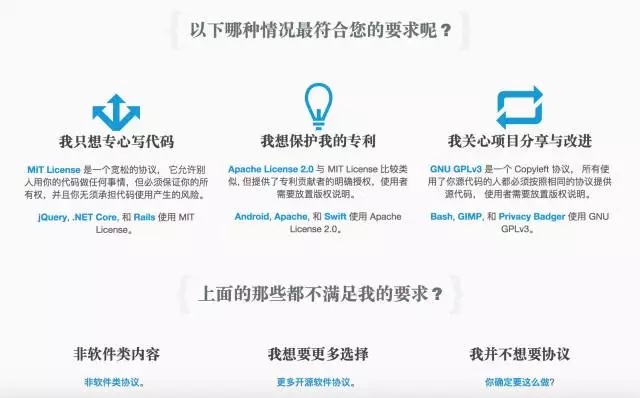 以下哪种情况最符合您的要求呢?
我只想专心写代码
MIT License 是一个宽松的协议， 它允许别
人用你的代码做任何事情，但必须保证你的所
有权，并且你无须承担代码使用产生的风险。
jQuery, .NET Core, 和 Rails 使用 MIT
License。
我想保护我的专利
Apache License 2.0 与 MIT License 比较类
似, 但提供了专利贡献者的明确授权，使用者
需要放置版权说明。
Android, Apache, 和 Swift 使用 Apache
License 2.0。
我关心项目分享与改进
GNU GPLv3 是一个 Copyleft 协议， 所有使
用了你源代码的人都必须按照相同的协议提供
源代码， 使用者需要放置版权说明。
Bash, GIMP, 和 Privacy Badger 使用 GNU
GPLv3。
上面的那些都不满足我的要求?
非软件类内容
非软件类协议。
我想要更多选择
更多开源软件协议。
我并不想要协议
你确定要这么做?